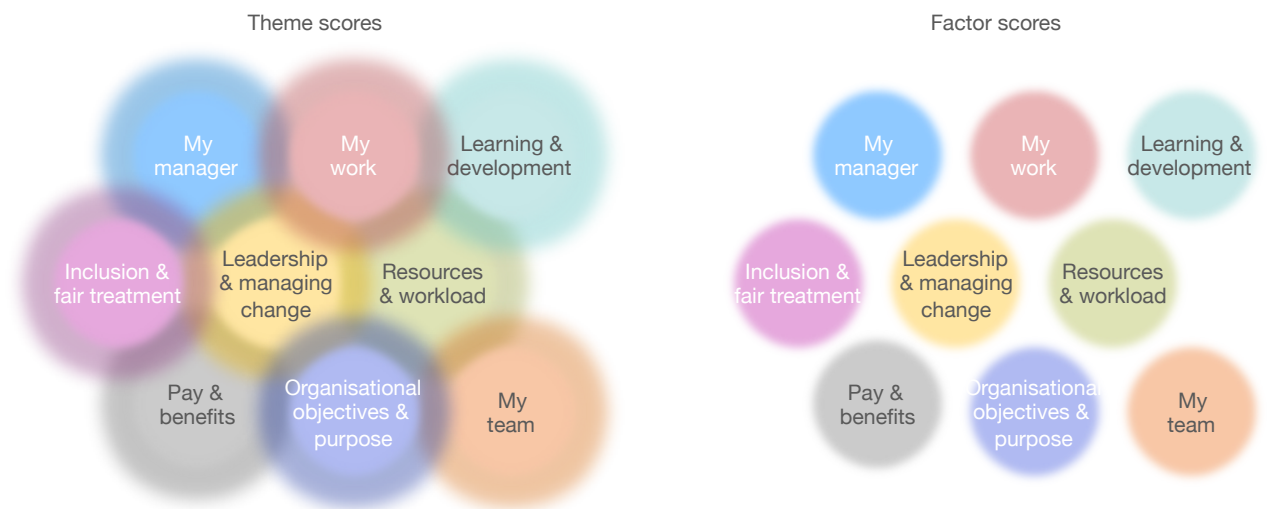 Theme scores
My
manager
My
work
Learning &
development
Inclusion &
fair treatment
Leadership
& managing
change
Resources
& workload
Pay &
benefits
Organisational
objectives &
purpose
My
team
Factor scores
My
manager
My
work
Learning &
development
Inclusion &
fair treatment
Leadership
& managing
change
Resources
& workload
Pay &
benefits
Organisational
objectives &
purpose
My
team